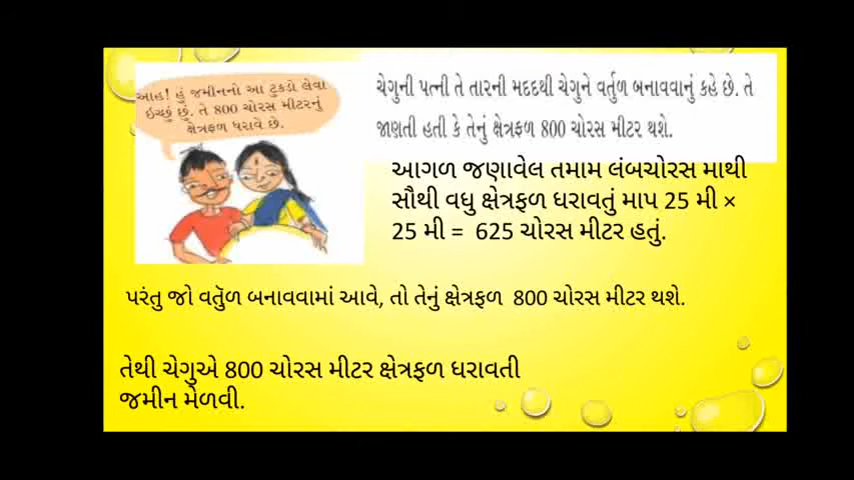 આહ! હું જમીનનો આ ટુકડો લેવા
ઇચ્છું છું. તે 800 ચોરસ મીટરનું
ક્ષેત્રફળ ધરાવે છે.
ચેગુની પત્ની તે તારની મદદથી ચેગુને વર્તુળ બનાવવાનું કહે છે. તે
જાણતી હતી કે તેનું ક્ષેત્રફળ 800 ચોરસ મીટર થશે.
આગળ જણાવેલ તમામ લંબચોરસ માથી
સૌથી વધુ ક્ષેત્રફળ ધરાવતું માપ 25 મી ×
25 મી = 625 ચોરસ મીટર હતું.
પરંતુ જો વર્તુળ બનાવવામાં આવે, તો તેનું ક્ષેત્રફળ 800 ચોરસ મીટર થશે.
તેથી ચેગુએ 800 ચોરસ મીટર ક્ષેત્રફળ ધરાવતી
જમીન મેળવી.